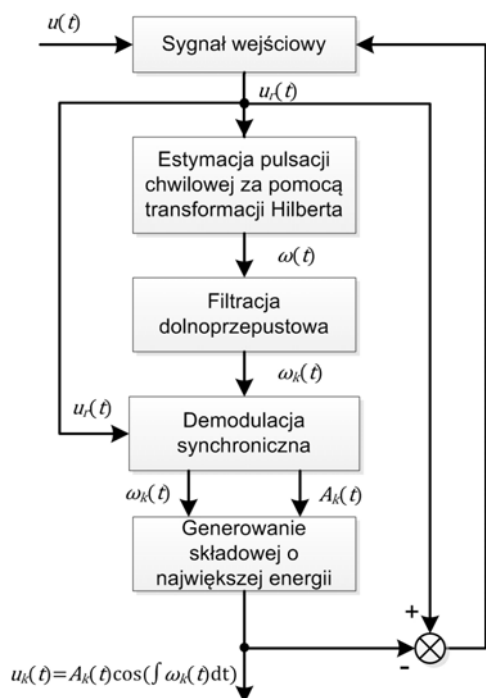 u(t)
Sygnał wejściowy
u_r(t)
Estymacja pulsacji
chwilowej za pomocą
transformacji Hilberta
ω(t)
Filtracja
dolnoprzepustowa
ω_k(t)
u_r(t)
Demodulacja
synchroniczna
ω_k(t) A_k(t)
Generowanie
składowej o
największej energii
+
-
u_k(t)=A_k(t)cos(∫ω_k(t)dt)